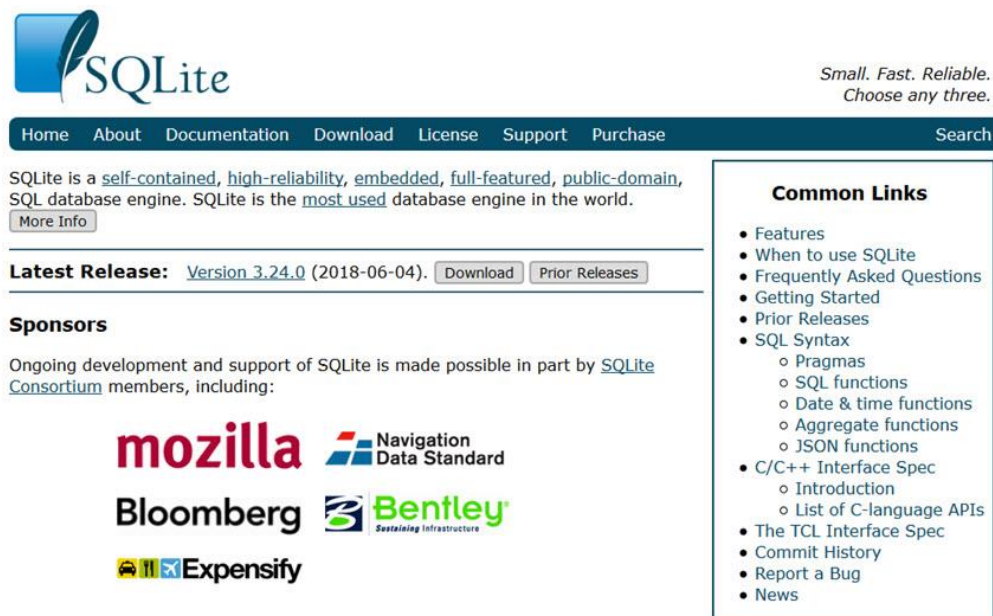 SQLite
Small. Fast. Reliable.
Choose any three.
Home About Documentation Download License Support Purchase Search
SQLite is a self-contained, high-reliability, embedded, full-featured, public-domain,
SQL database engine. SQLite is the most used database engine in the world.
More Info
Latest Release: Version 3.24.0 (2018-06-04). Download Prior Releases
Sponsors
Ongoing development and support of SQLite is made possible in part by SQLite
Consortium members, including:
mozilla
Navigation
Data Standard
Bloomberg
Bentley®
Sustaining Infrastructure
Expensify
Common Links
• Features
• When to use SQLite
• Frequently Asked Questions
• Getting Started
• Prior Releases
• SQL Syntax
○ Pragmas
○ SQL functions
○ Date & time functions
○ Aggregate functions
○ JSON functions
• C/C++ Interface Spec
○ Introduction
○ List of C-language APIs
• The TCL Interface Spec
• Commit History
• Report a Bug
• News